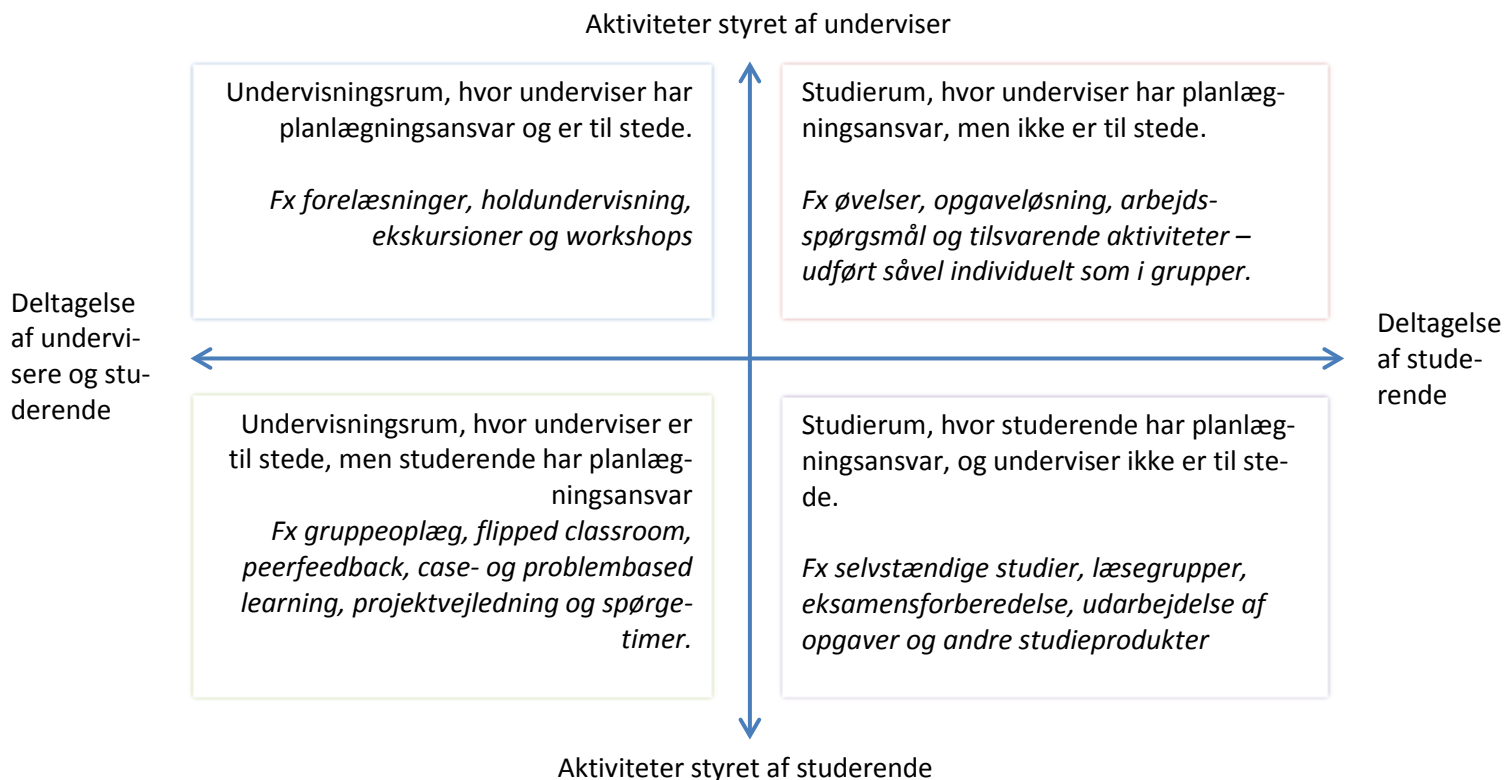 Aktiviteter styret af underviser
Undervisningsrum, hvor underviser har
planlægningsansvar og er til stede.
Fx forelæsninger, holdundervisning,
ekskursioner og workshops
Studierum, hvor underviser har planlæg-
ningsansvar, men ikke er til stede.
Fx øvelser, opgaveløsning, arbejds-
spørgsmål og tilsvarende aktiviteter –
udført såvel individuelt som i grupper.
Deltagelse
af undervi-
sere og stu-
derende
Deltagelse
af stude-
rende
Undervisningsrum, hvor underviser er
til stede, men studerende har planlæg-
ningsansvar
Fx gruppeoplæg, flipped classroom,
peerfeedback, case- og problembased
learning, projektvejledning og spørge-
timer.
Studierum, hvor studerende har planlæg-
ningsansvar, og underviser ikke er til ste-
de.
Fx selvstændige studier, læsegrupper,
eksamensforberedelse, udarbejdelse af
opgaver og andre studieprodukter
Aktiviteter styret af studerende